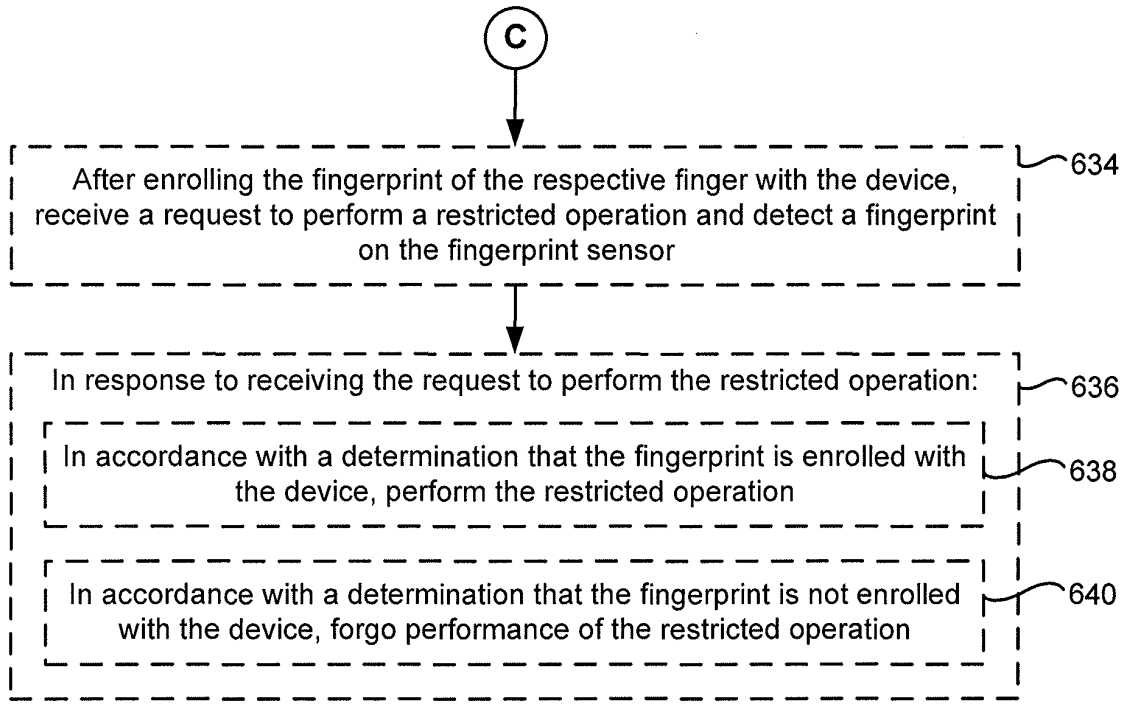 C
After enrolling the fingerprint of the respective finger with the device,
receive a request to perform a restricted operation and detect a fingerprint
on the fingerprint sensor
634
In response to receiving the request to perform the restricted operation:
636
In accordance with a determination that the fingerprint is enrolled with
the device, perform the restricted operation
638
In accordance with a determination that the fingerprint is not enrolled
with the device, forgo performance of the restricted operation
640